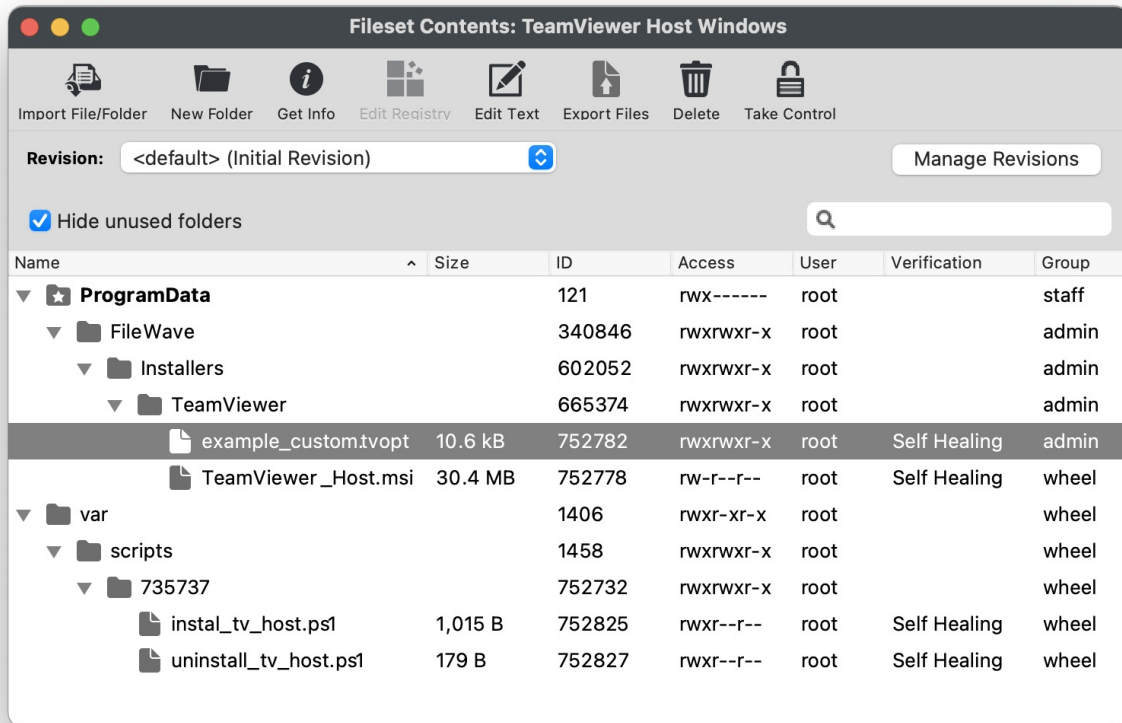 Fileset Contents: TeamViewer Host Windows
Import File/Folder New Folder Get Info Edit Registry Edit Text Export Files Delete Take Control
Revision: <default> (Initial Revision) Manage Revisions
Hide unused folders
Name Size ID Access User Verification Group
ProgramData 121 rwx------ root staff
FileWave 340846 rwxrwxr-x root admin
Installers 602052 rwxrwxr-x root admin
TeamViewer 665374 rwxrwxr-x root admin
example_custom.tvopt 10.6 kB 752782 rwxrwxr-x root Self Healing admin
TeamViewer_Host.msi 30.4 MB 752778 rw-r--r-- root Self Healing wheel
var 1406 rwxr-xr-x root wheel
scripts 1458 rwxrwxr-x root wheel
735737 752732 rwxrwxr-x root wheel
instal_tv_host.ps1 1,015 B 752825 rwxr--r-- root Self Healing wheel
uninstall_tv_host.ps1 179 B 752827 rwxr--r-- root Self Healing wheel